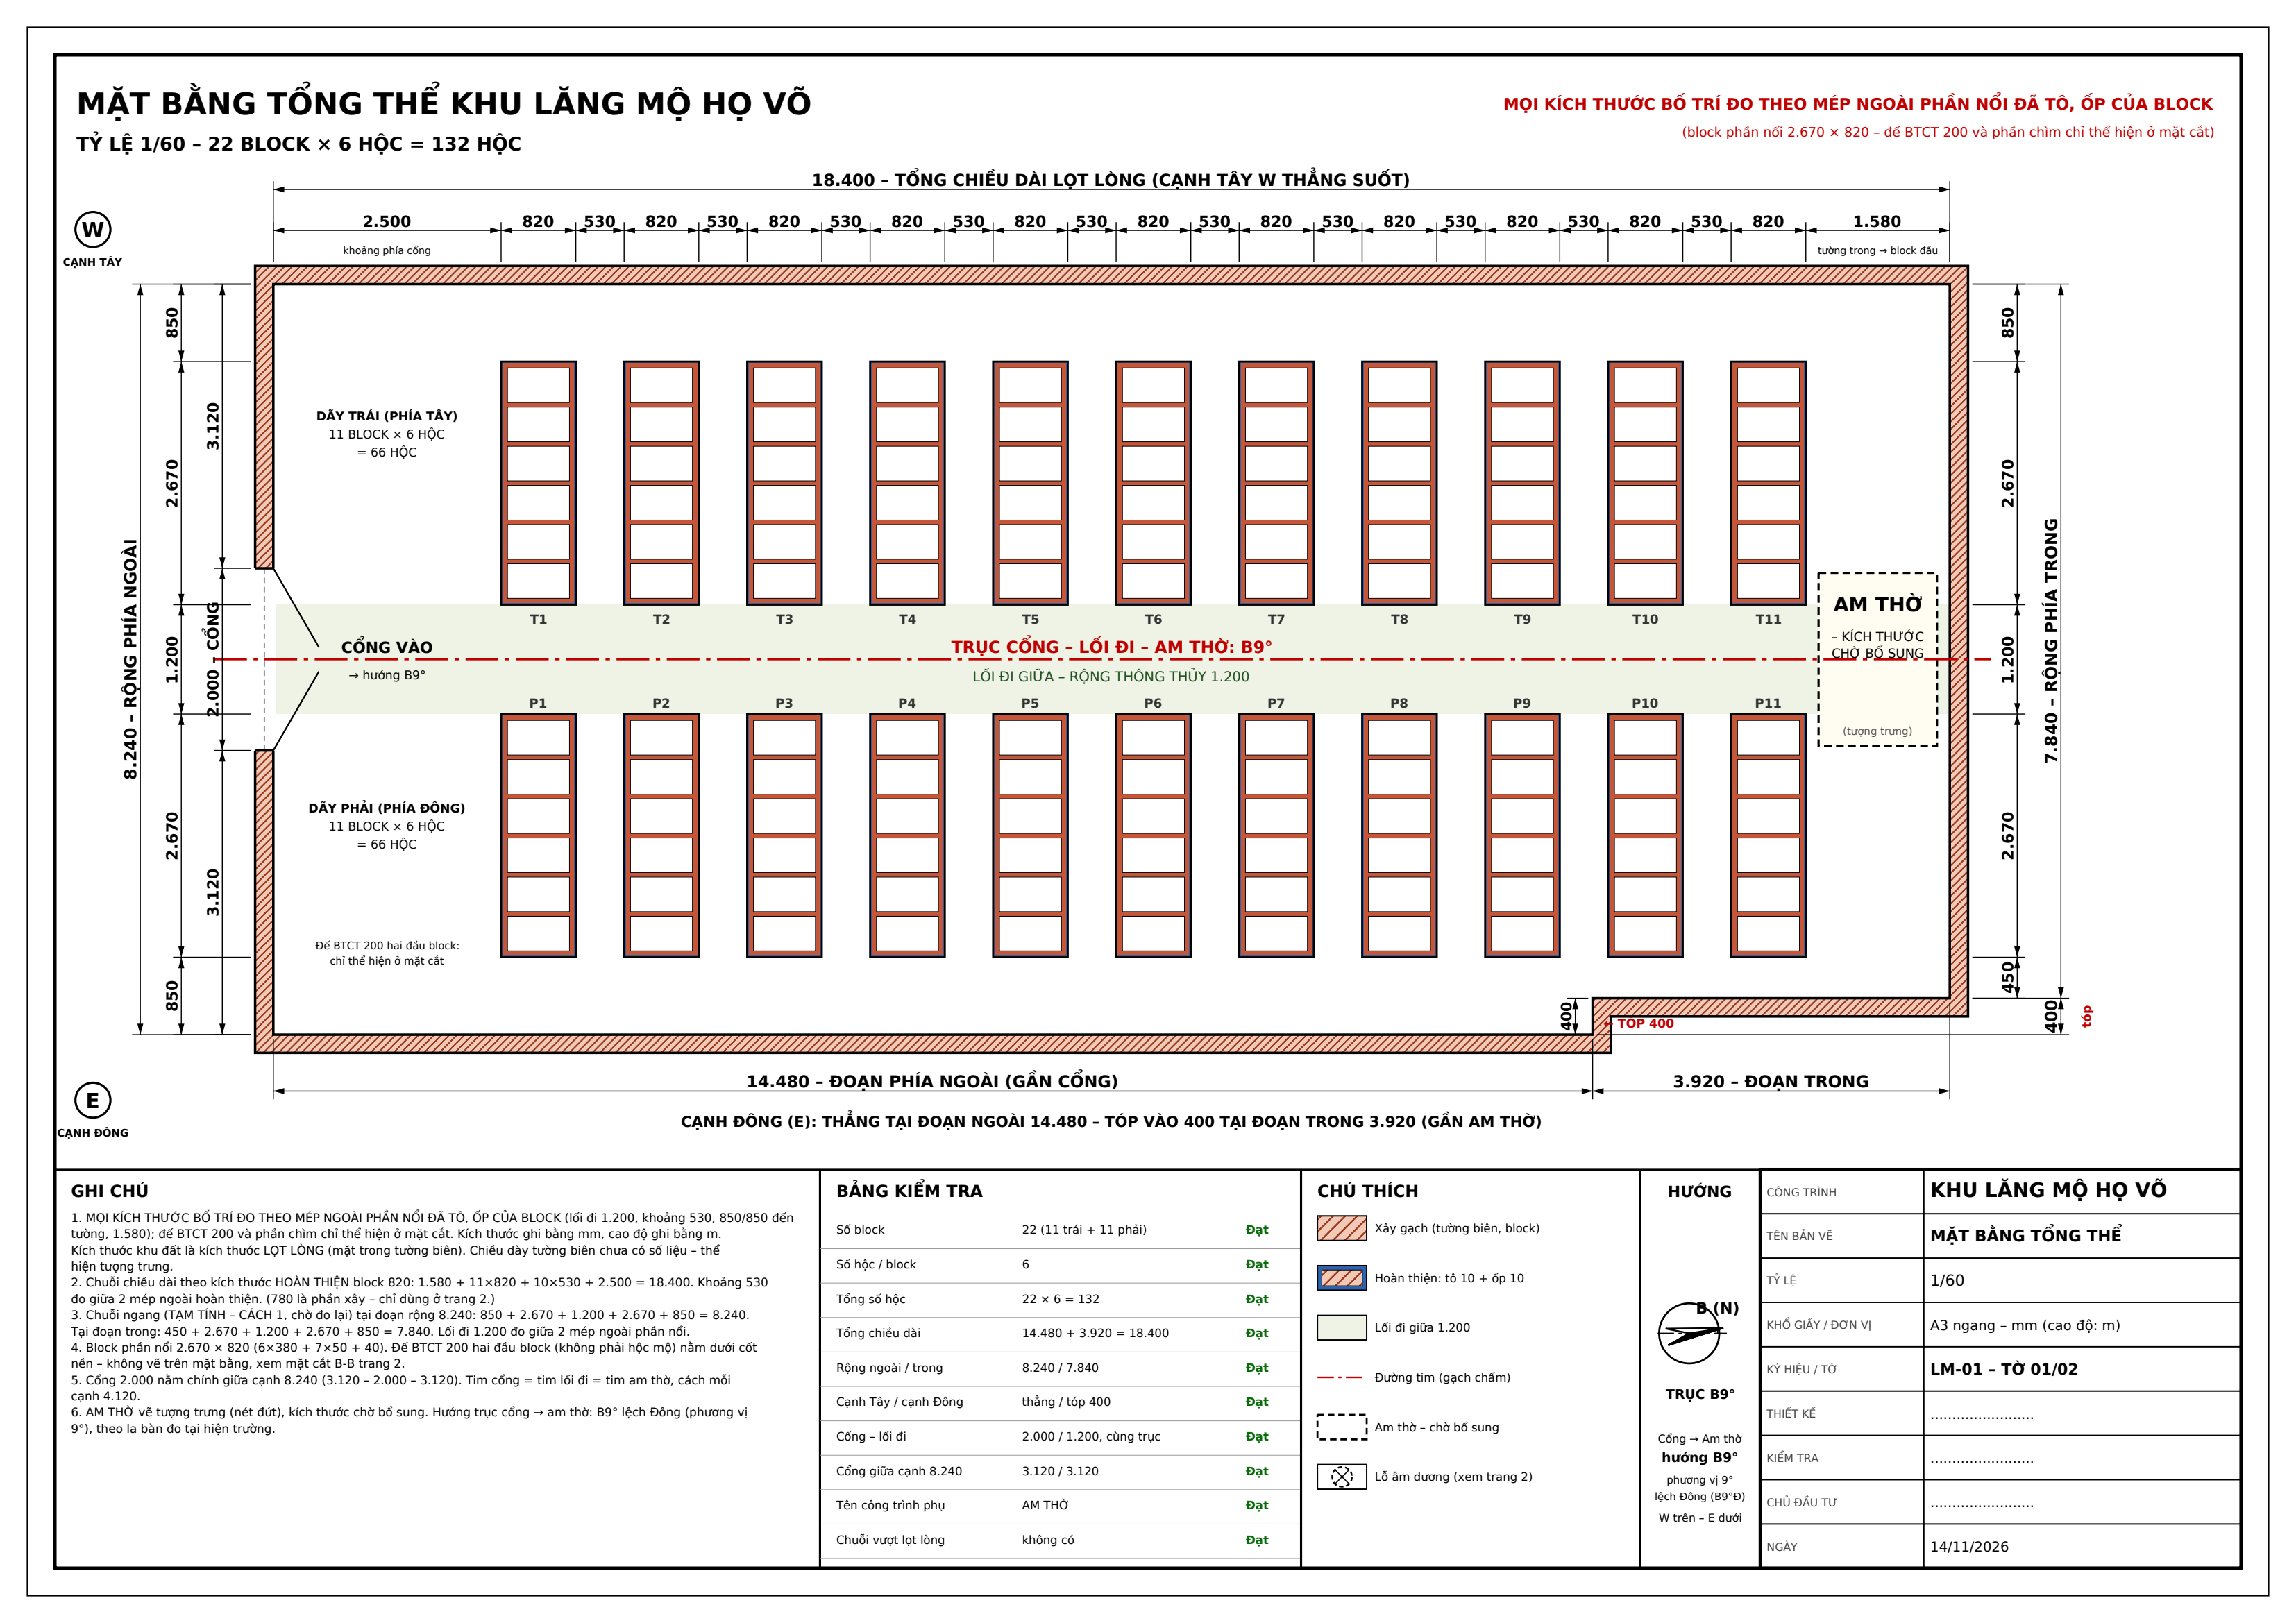 MẶT BẰNG TỔNG THỂ KHU LĂNG MỘ HỌ VÕ
TỶ LỆ 1/60 – 22 BLOCK × 6 HỘC = 132 HỘC
MỌI KÍCH THƯỚC BỐ TRÍ ĐO THEO MÉP NGOÀI PHẦN NỔI ĐÃ TÔ, ỐP CỦA BLOCK
(block phần nổi 2.670 × 820 – đế BTCT 200 và phần chìm chỉ thể hiện ở mặt cắt)
18.400 – TỔNG CHIỀU DÀI LỌT LÒNG (CẠNH TÂY W THẲNG SUỐT)
W
CẠNH TÂY
2.500 820 530 820 530 820 530 820 530 820 530 820 530 820 530 820 530 820 530 820 530 820 1.580
khoảng phía cổng
tường trong → block đầu
8.240 – RỘNG PHÍA NGOÀI
850
2.670
1.200
2.670
850
3.120
2.000 – CỔNG
3.120
DÃY TRÁI (PHÍA TÂY)
11 BLOCK × 6 HỘC
= 66 HỘC
T1 T2 T3 T4 T5 T6 T7 T8 T9 T10 T11
CỔNG VÀO
→ hướng B9°
TRỤC CỔNG – LỐI ĐI – AM THỜ: B9°
LỐI ĐI GIỮA – RỘNG THÔNG THỦY 1.200
AM THỜ
– KÍCH THƯỚC
CHỜ BỔ SUNG
(tượng trưng)
P1 P2 P3 P4 P5 P6 P7 P8 P9 P10 P11
DÃY PHẢI (PHÍA ĐÔNG)
11 BLOCK × 6 HỘC
= 66 HỘC
Đế BTCT 200 hai đầu block:
chỉ thể hiện ở mặt cắt
850
2.670
1.200
2.670
450
7.840 – RỘNG PHÍA TRONG
400
tóp
400
← TÓP 400
14.480 – ĐOẠN PHÍA NGOÀI (GẦN CỔNG)
3.920 – ĐOẠN TRONG
E
CẠNH ĐÔNG
CẠNH ĐÔNG (E): THẲNG TẠI ĐOẠN NGOÀI 14.480 – TÓP VÀO 400 TẠI ĐOẠN TRONG 3.920 (GẦN AM THỜ)
GHI CHÚ
1. MỌI KÍCH THƯỚC BỐ TRÍ ĐO THEO MÉP NGOÀI PHẦN NỔI ĐÃ TÔ, ỐP CỦA BLOCK (lối đi 1.200, khoảng 530, 850/850 đến
tường, 1.580); đế BTCT 200 và phần chìm chỉ thể hiện ở mặt cắt. Kích thước ghi bằng mm, cao độ ghi bằng m.
Kích thước khu đất là kích thước LỌT LÒNG (mặt trong tường biên). Chiều dày tường biên chưa có số liệu – thể
hiện tượng trưng.
2. Chuỗi chiều dài theo kích thước HOÀN THIỆN block 820: 1.580 + 11×820 + 10×530 + 2.500 = 18.400. Khoảng 530
đo giữa 2 mép ngoài hoàn thiện. (780 là phần xây – chỉ dùng ở trang 2.)
3. Chuỗi ngang (TẠM TÍNH – CÁCH 1, chờ đo lại) tại đoạn rộng 8.240: 850 + 2.670 + 1.200 + 2.670 + 850 = 8.240.
Tại đoạn trong: 450 + 2.670 + 1.200 + 2.670 + 850 = 7.840. Lối đi 1.200 đo giữa 2 mép ngoài phần nổi.
4. Block phần nổi 2.670 × 820 (6×380 + 7×50 + 40). Đế BTCT 200 hai đầu block (không phải hộc mộ) nằm dưới cốt
nền – không vẽ trên mặt bằng, xem mặt cắt B-B trang 2.
5. Cổng 2.000 nằm chính giữa cạnh 8.240 (3.120 – 2.000 – 3.120). Tim cổng = tim lối đi = tim am thờ, cách mỗi
cạnh 4.120.
6. AM THỜ vẽ tượng trưng (nét đứt), kích thước chờ bổ sung. Hướng trục cổng → am thờ: B9° lệch Đông (phương vị
9°), theo la bàn đo tại hiện trường.
BẢNG KIỂM TRA
Số block 22 (11 trái + 11 phải) Đạt
Số hộc / block 6 Đạt
Tổng số hộc 22 × 6 = 132 Đạt
Tổng chiều dài 14.480 + 3.920 = 18.400 Đạt
Rộng ngoài / trong 8.240 / 7.840 Đạt
Cạnh Tây / cạnh Đông thẳng / tóp 400 Đạt
Cổng – lối đi 2.000 / 1.200, cùng trục Đạt
Cổng giữa cạnh 8.240 3.120 / 3.120 Đạt
Tên công trình phụ AM THỜ Đạt
Chuỗi vượt lọt lòng không có Đạt
CHÚ THÍCH
Xây gạch (tường biên, block)
Hoàn thiện: tô 10 + ốp 10
Lối đi giữa 1.200
Đường tim (gạch chấm)
Am thờ – chờ bổ sung
Lỗ âm dương (xem trang 2)
HƯỚNG
B (N)
TRỤC B9°
Cổng → Am thờ
hướng B9°
phương vị 9°
lệch Đông (B9°Đ)
W trên – E dưới
CÔNG TRÌNH KHU LĂNG MỘ HỌ VÕ
TÊN BẢN VẼ MẶT BẰNG TỔNG THỂ
TỶ LỆ 1/60
KHỔ GIẤY / ĐƠN VỊ A3 ngang – mm (cao độ: m)
KÝ HIỆU / TỜ LM-01 – TỜ 01/02
THIẾT KẾ ........................
KIỂM TRA ........................
CHỦ ĐẦU TƯ ........................
NGÀY 14/11/2026